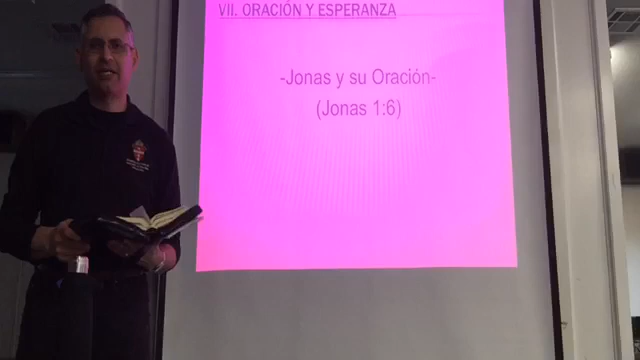 VII. ORACIÓN Y ESPERANZA
-Jonas y su Oración-
(Jonas 1:6)